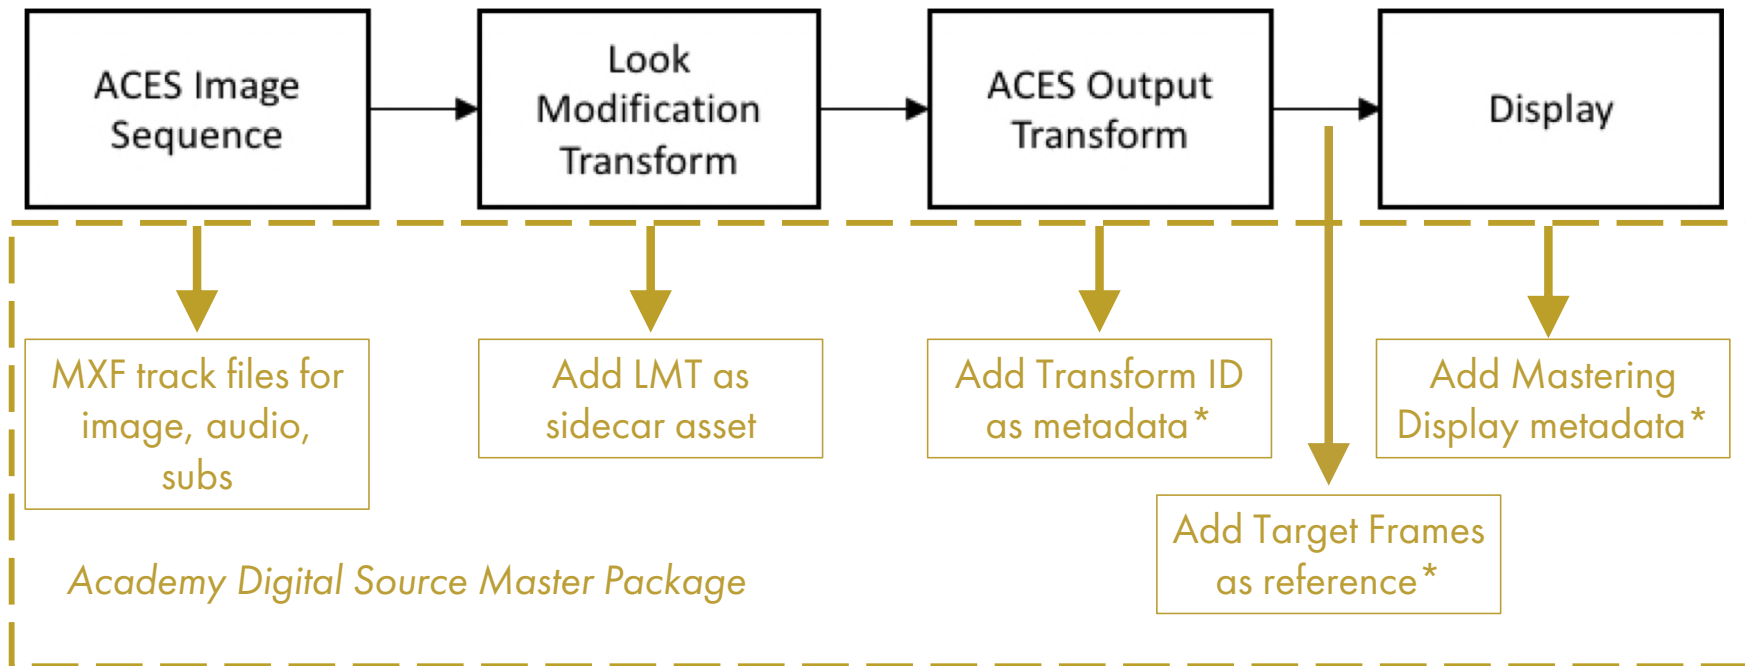 ACES Image
Sequence
Look
Modification
Transform
ACES Output
Transform
Display
MXF track files for
image, audio,
subs
Add LMT as
sidecar asset
Add Transform ID
as metadata*
Add Mastering
Display metadata*
Add Target Frames
as reference*
Academy Digital Source Master Package